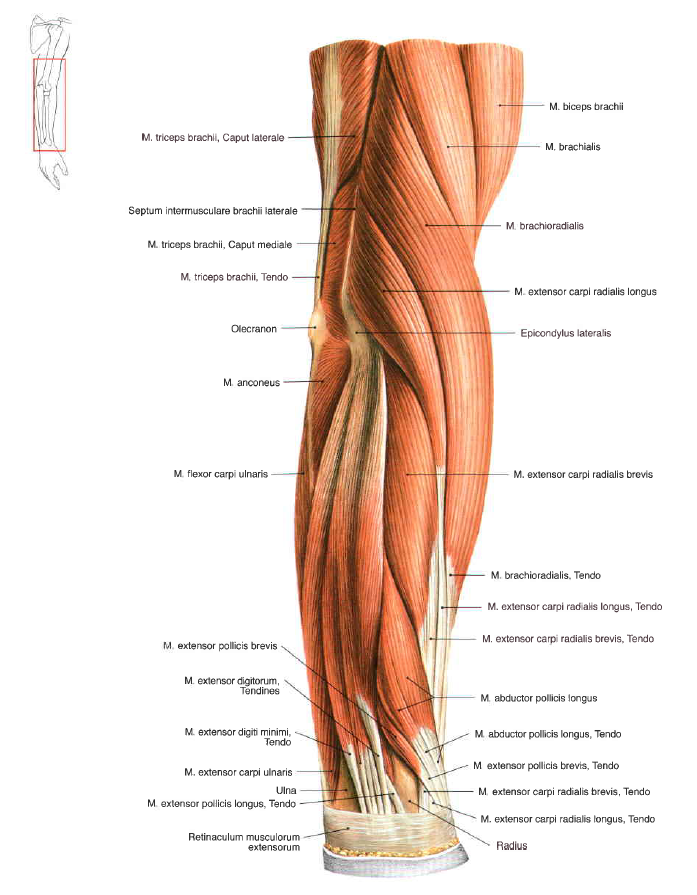 M. biceps brachii
M. triceps brachii, Caput laterale
M. brachialis
Septum intermusculare brachii laterale
M. brachioradialis
M. triceps brachii, Caput mediale
M. triceps brachii, Tendo
M. extensor carpi radialis longus
Olecranon
Epicondylus lateralis
M. anconeus
M. flexor carpi ulnaris
M. extensor carpi radialis brevis
M. brachioradialis, Tendo
M. extensor carpi radialis longus, Tendo
M. extensor carpi radialis brevis, Tendo
M. extensor pollicis brevis
M. extensor digitorum,
Tendines
M. abductor pollicis longus
M. extensor digiti minimi,
Tendo
M. abductor pollicis longus, Tendo
M. extensor carpi ulnaris
M. extensor pollicis brevis, Tendo
Ulna
M. extensor carpi radialis brevis, Tendo
M. extensor pollicis longus, Tendo
M. extensor carpi radialis longus, Tendo
Retinaculum musculorum
extensorum
Radius